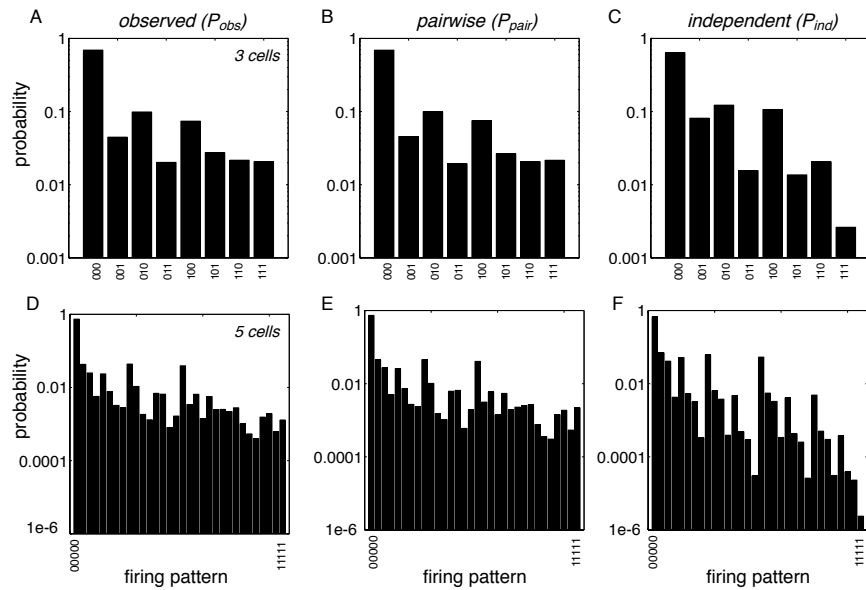 A observed (P_obs)
B pairwise (P_pair)
C independent (P_ind)
3 cells
probability
1
0.1
0.01
0.001
000 001 010 011 100 101 110 111
1
0.1
0.01
0.001
000 001 010 011 100 101 110 111
1
0.1
0.01
0.001
000 001 010 011 100 101 110 111
D
5 cells
probability
1
0.01
0.0001
1e-6
00000 11111
firing pattern
E
1
0.01
0.0001
1e-6
00000 11111
firing pattern
F
1
0.01
0.0001
1e-6
00000 11111
firing pattern